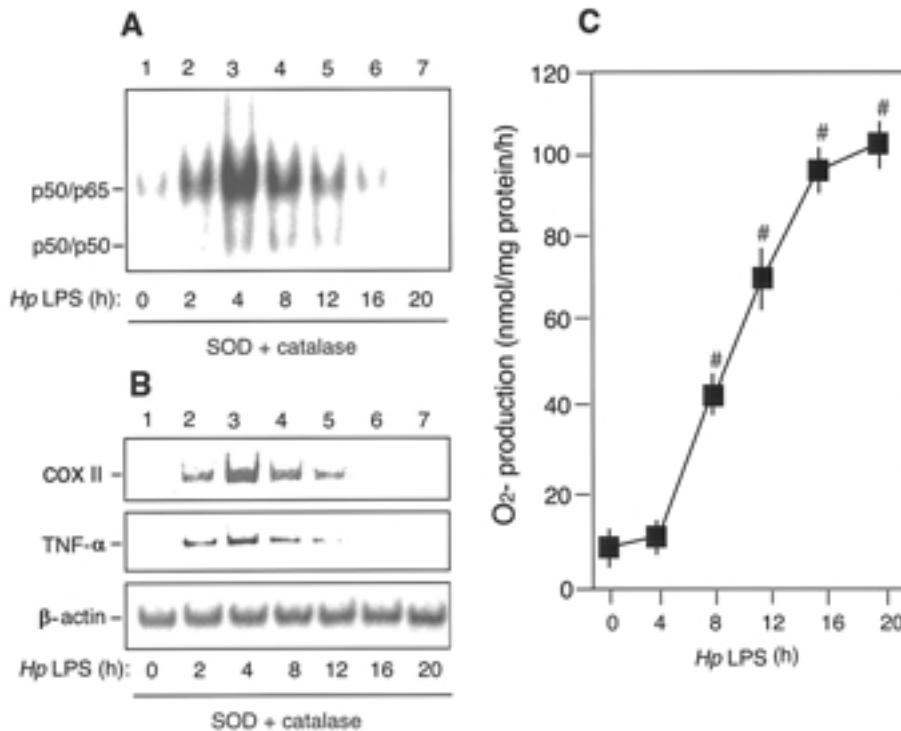 A
1 2 3 4 5 6 7
p50/p65
p50/p50
Hp LPS (h): 0 2 4 8 12 16 20
SOD + catalase
B
1 2 3 4 5 6 7
COX II
TNF-α
β-actin
Hp LPS (h): 0 2 4 8 12 16 20
SOD + catalase
C
O2- production (nmol/mg protein/h)
120
100
80
60
40
20
0
# # # # 
0 4 8 12 16 20
Hp LPS (h)